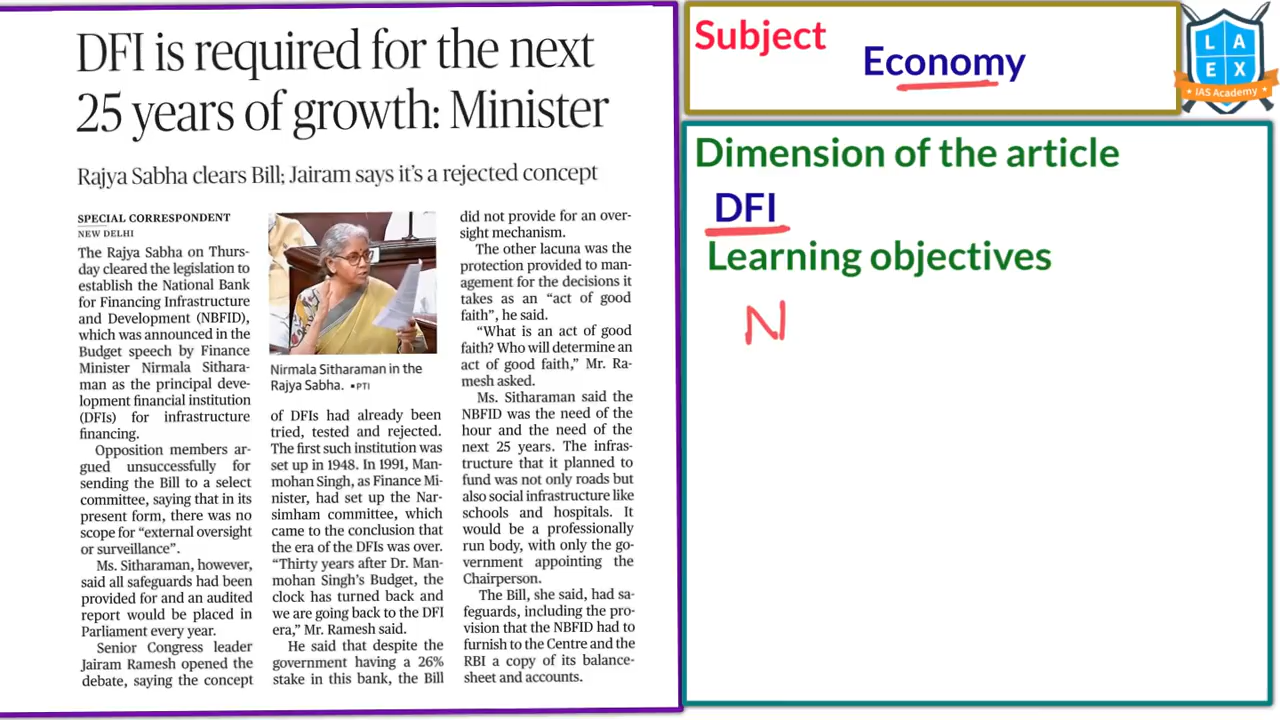 DFI is required for the next
25 years of growth: Minister
Rajya Sabha clears Bill; Jairam says it's a rejected concept
SPECIAL CORRESPONDENT
NEW DELHI
The Rajya Sabha on Thurs-
day cleared the legislation to
establish the National Bank
for Financing Infrastructure
and Development (NBFID),
which was announced in the
Budget speech by Finance
Minister Nirmala Sithara-
man as the principal deve-
lopment financial institution
(DFIs) for infrastructure
financing.
Opposition members ar-
gued unsuccessfully for
sending the Bill to a select
committee, saying that in its
present form, there was no
scope for “external oversight
or surveillance”.
Ms. Sitharaman, however,
said all safeguards had been
provided for and an audited
report would be placed in
Parliament every year.
Senior Congress leader
Jairam Ramesh opened the
debate, saying the concept
Nirmala Sitharaman in the
Rajya Sabha. •PTI
of DFIs had already been
tried, tested and rejected.
The first such institution was
set up in 1948. In 1991, Man-
mohan Singh, as Finance Mi-
nister, had set up the Nar-
simham committee, which
came to the conclusion that
the era of the DFIs was over.
“Thirty years after Dr. Man-
mohan Singh's Budget, the
clock has turned back and
we are going back to the DFI
era,” Mr. Ramesh said.
He said that despite the
government having a 26%
stake in this bank, the Bill
did not provide for an over-
sight mechanism.
The other lacuna was the
protection provided to man-
agement for the decisions it
takes as an “act of good
faith”, he said.
“What is an act of good
faith? Who will determine an
act of good faith,” Mr. Ra-
mesh asked.
Ms. Sitharaman said the
NBFID was the need of the
hour and the need of the
next 25 years. The infras-
tructure that it planned to
fund was not only roads but
also social infrastructure like
schools and hospitals. It
would be a professionally
run body, with only the go-
vernment appointing the
Chairperson.
The Bill, she said, had sa-
feguards, including the pro-
vision that the NBFID had to
furnish to the Centre and the
RBI a copy of its balance-
sheet and accounts.
Subject
Economy
L A
E X
IAS Academy
Dimension of the article
DFI
Learning objectives
N